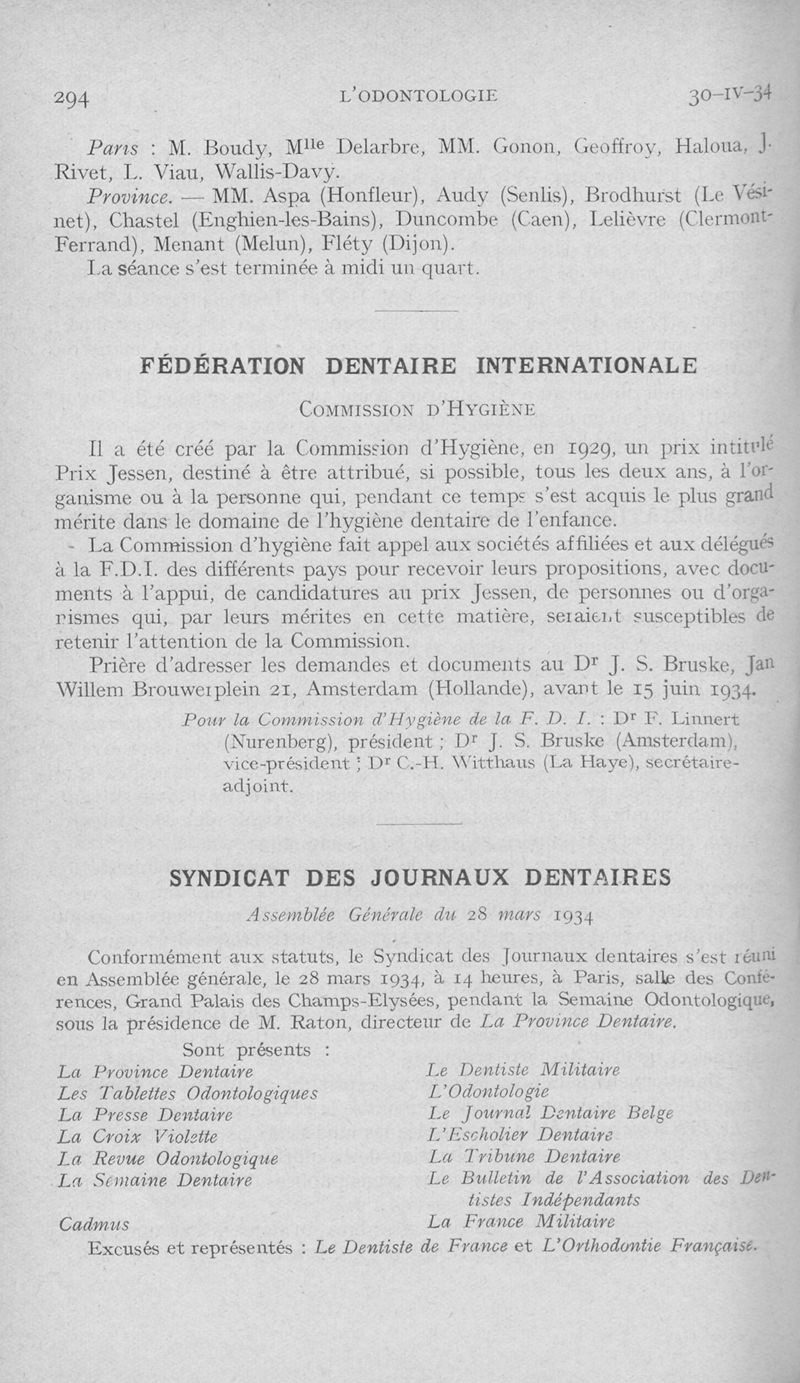 294 L'ODONTOLOGIE 30-IV-34
Paris : M. Boudy, Mlle Delarbre, MM. Gonon, Geoffroy, Haloua, J.
Rivet, L. Viau, Wallis-Davy.
Province. — MM. Aspa (Honfleur), Audy (Senlis), Brodhurst (Le Vési-
net), Chastel (Enghien-les-Bains), Duncombe (Caen), Lelièvre (Clermont-
Ferrand), Menant (Melun), Fléty (Dijon).
La séance s'est terminée à midi un quart.
FÉDÉRATION DENTAIRE INTERNATIONALE
COMMISSION D'HYGIÈNE
Il a été créé par la Commission d'Hygiène, en 1929, un prix intitulé
Prix Jessen, destiné à être attribué, si possible, tous les deux ans, à l'or-
ganisme ou à la personne qui, pendant ce temps s'est acquis le plus grand
mérite dans le domaine de l'hygiène dentaire de l'enfance.
- La Commission d'hygiène fait appel aux sociétés affiliées et aux délégués
à la F.D.I. des différents pays pour recevoir leurs propositions, avec docu-
ments à l'appui, de candidatures au prix Jessen, de personnes ou d'orga-
nismes qui, par leurs mérites en cette matière, seraient susceptibles de
retenir l'attention de la Commission.
Prière d'adresser les demandes et documents au Dr J. S. Bruske, Jan
Willem Brouwerplein 21, Amsterdam (Hollande), avant le 15 juin 1934.
Pour la Commission d'Hygiène de la F. D. I. : Dr F. Linnert
(Nurenberg), président ; Dr J. S. Bruske (Amsterdam),
vice-président ; Dr C.-H. Witthaus (La Haye), secrétaire-
adjoint.
SYNDICAT DES JOURNAUX DENTAIRES
Assemblée Générale du 28 mars 1934
Conformément aux statuts, le Syndicat des Journaux dentaires s'est réuni
en Assemblée générale, le 28 mars 1934, à 14 heures, à Paris, salle des Confé-
rences, Grand Palais des Champs-Elysées, pendant la Semaine Odontologique,
sous la présidence de M. Raton, directeur de La Province Dentaire.
Sont présents :
La Province Dentaire
Les Tablettes Odontologiques
La Presse Dentaire
La Croix Violette
La Revue Odontologique
La Semaine Dentaire
Cadmus
Le Dentiste Militaire
L'Odontologie
Le Journal Dentaire Belge
L'Escholier Dentaire
La Tribune Dentaire
Le Bulletin de l'Association des Den-
tistes Indépendants
La France Militaire
Excusés et représentés : Le Dentiste de France et L'Orthodontie Française.